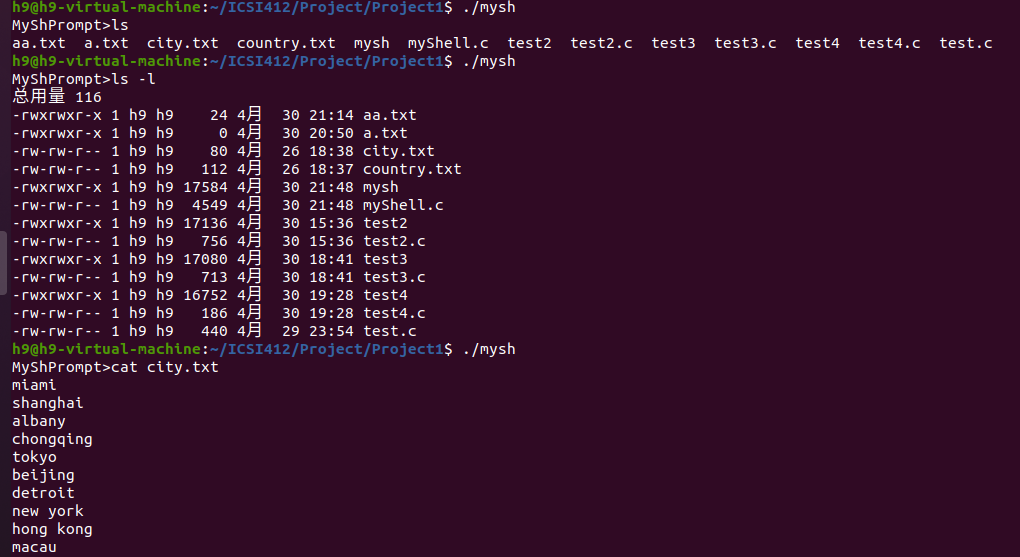 h9@h9-virtual-machine:~/ICSI412/Project/Project1$ ./mysh
MyShPrompt>ls
aa.txt  a.txt  city.txt  country.txt  mysh  myShell.c  test2  test2.c  test3  test3.c  test4  test4.c  test.c
h9@h9-virtual-machine:~/ICSI412/Project/Project1$ ./mysh
MyShPrompt>ls -l
总用量 116
-rwxrwxr-x 1 h9 h9    24 4月  30 21:14 aa.txt
-rwxrwxr-x 1 h9 h9     0 4月  30 20:50 a.txt
-rw-rw-r-- 1 h9 h9    80 4月  26 18:38 city.txt
-rw-rw-r-- 1 h9 h9   112 4月  26 18:37 country.txt
-rwxrwxr-x 1 h9 h9 17584 4月  30 21:48 mysh
-rw-rw-r-- 1 h9 h9  4549 4月  30 21:48 myShell.c
-rwxrwxr-x 1 h9 h9 17136 4月  30 15:36 test2
-rw-rw-r-- 1 h9 h9   756 4月  30 15:36 test2.c
-rwxrwxr-x 1 h9 h9 17080 4月  30 18:41 test3
-rw-rw-r-- 1 h9 h9   713 4月  30 18:41 test3.c
-rwxrwxr-x 1 h9 h9 16752 4月  30 19:28 test4
-rw-rw-r-- 1 h9 h9   186 4月  30 19:28 test4.c
-rw-rw-r-- 1 h9 h9   440 4月  29 23:54 test.c
h9@h9-virtual-machine:~/ICSI412/Project/Project1$ ./mysh
MyShPrompt>cat city.txt
miami
shanghai
albany
chongqing
tokyo
beijing
detroit
new york
hong kong
macau